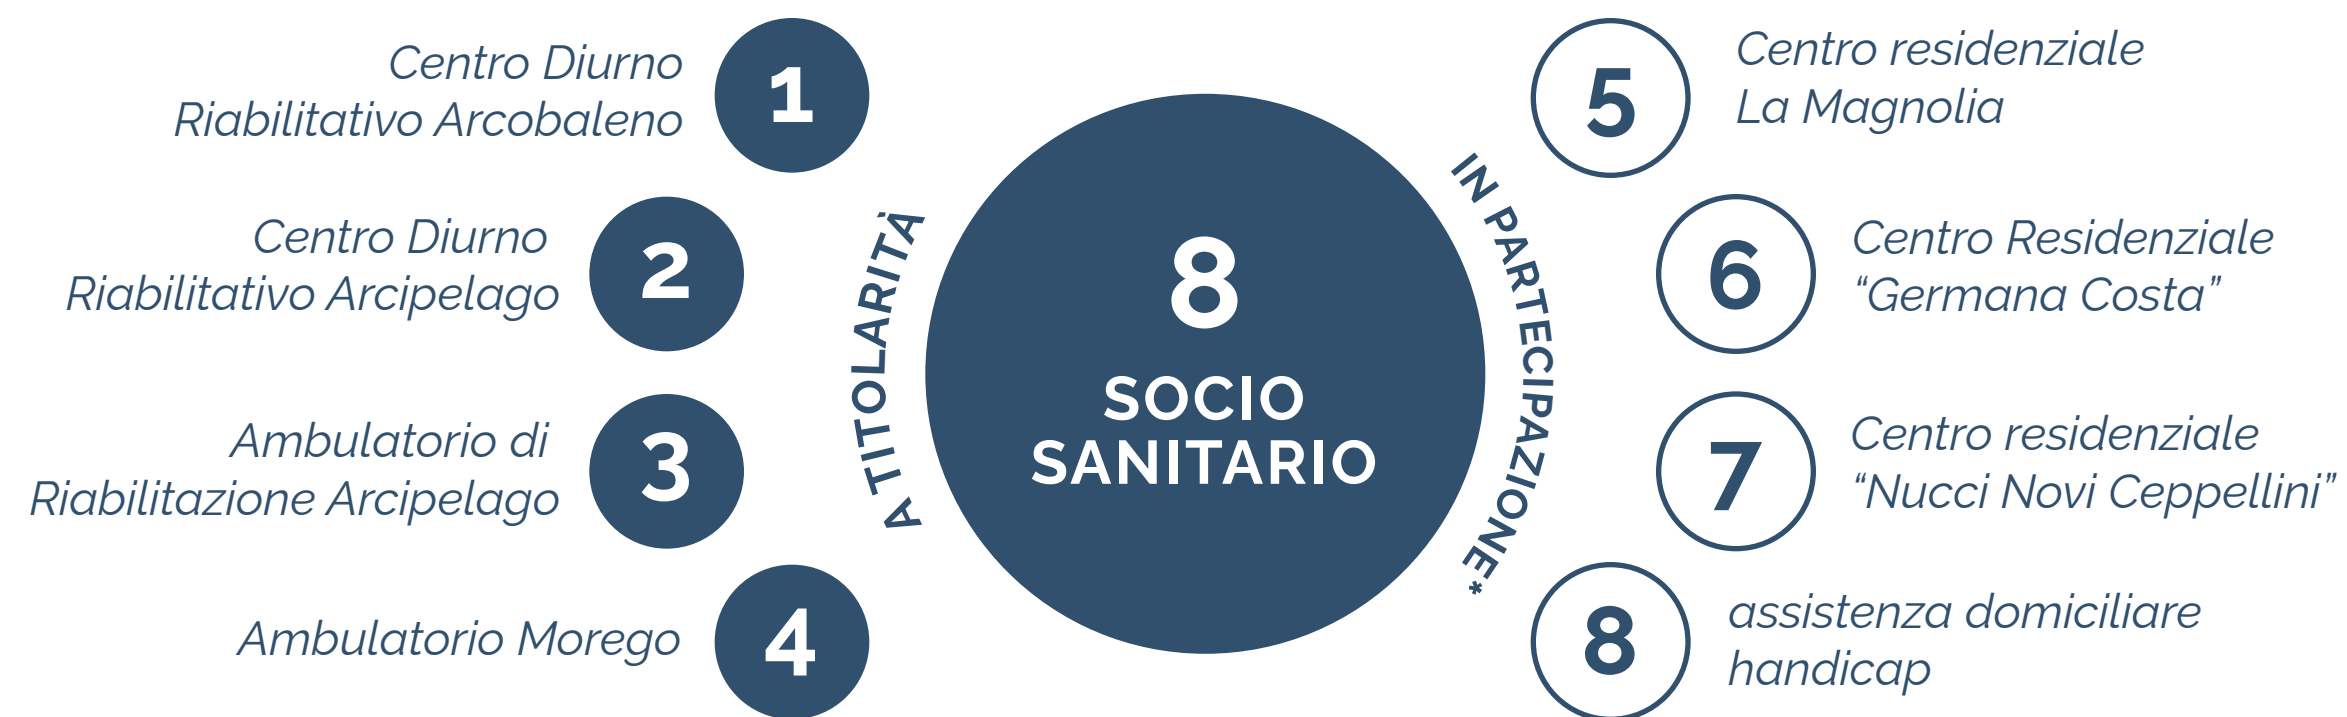 Centro Diurno
Riabilitativo Arcobaleno
1
Centro Diurno
Riabilitativo Arcipelago
2
Ambulatorio di
Riabilitazione Arcipelago
3
Ambulatorio Morego
4
A TITOLARITÀ
8
SOCIO
SANITARIO
IN PARTECIPAZIONE*
5
Centro residenziale
La Magnolia
6
Centro Residenziale
“Germana Costa”
7
Centro residenziale
“Nucci Novi Ceppellini”
8
assistenza domiciliare
handicap